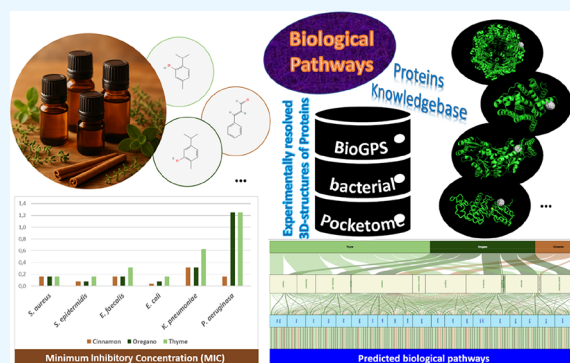 Biological
Pathways
Proteins
Knowledgebase
Experimentally resolved
3D-structures of Proteins
BioGPS
bacterial
Pocketome
...
...
1,4
1,2
1,0
0,8
0,6
0,4
0,2
0,0
S. aureus
S. epidermidis
E. faecalis
E. coli
K. pneumoniae
P. aeruginosa
Cinnamon
Oregano
Thyme
Minimum Inhibitory Concentration (MIC)
Predicted biological pathways